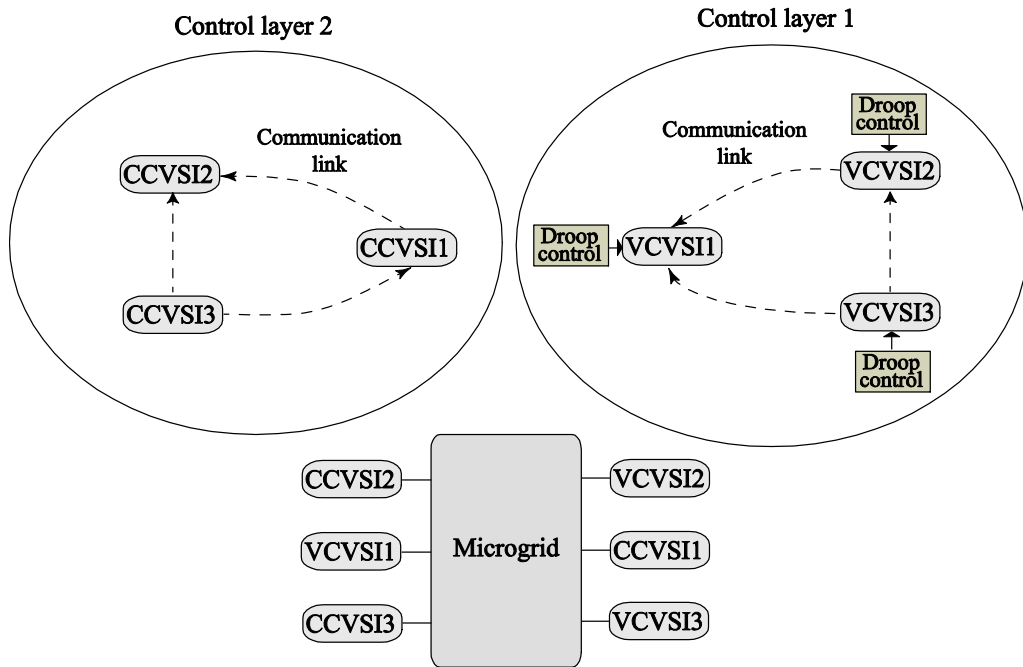 Control layer 2
Communication
link
CCVSI2
CCVSI1
CCVSI3
Control layer 1
Droop
control
Communication
link
VCVSI2
Droop
control
VCVSI1
VCVSI3
Droop
control
CCVSI2
VCVSI2
VCVSI1
Microgrid
CCVSI1
CCVSI3
VCVSI3